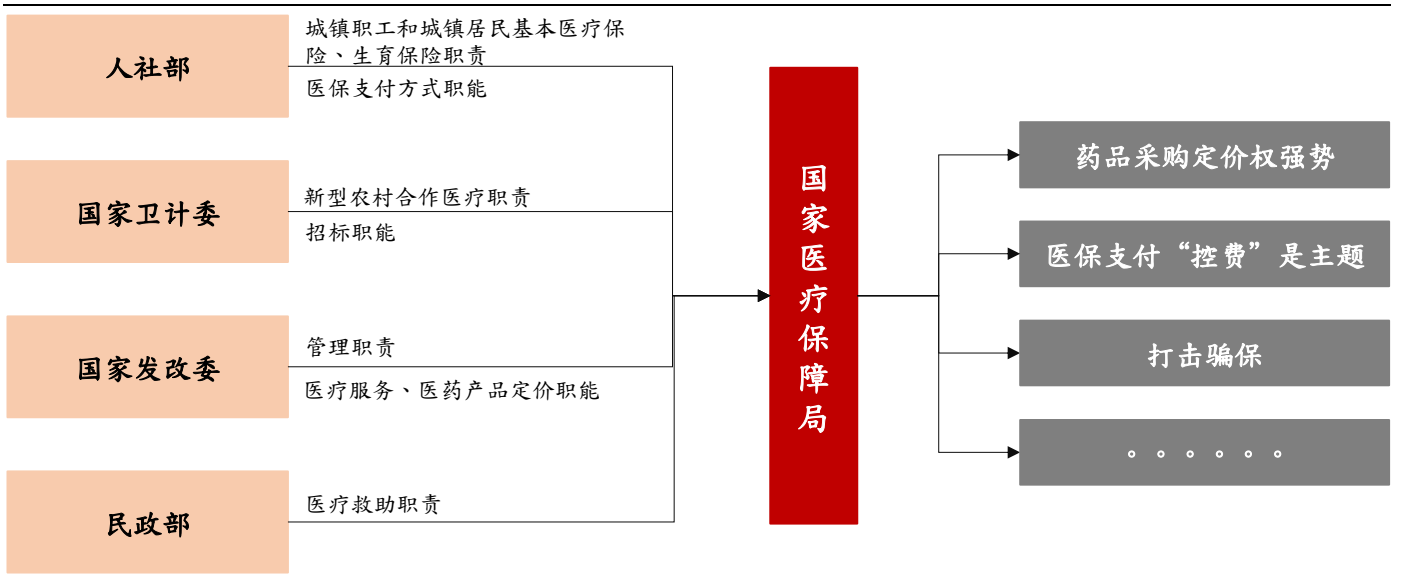 人社部
城镇职工和城镇居民基本医疗保
险、生育保险职责
医保支付方式职能
国家卫计委
新型农村合作医疗职责
招标职能
国家发改委
管理职责
医疗服务、医药产品定价职能
民政部
医疗救助职责
国
家
医
疗
保
障
局
药品采购定价权强势
医保支付“控费”是主题
打击骗保
。。。。。。